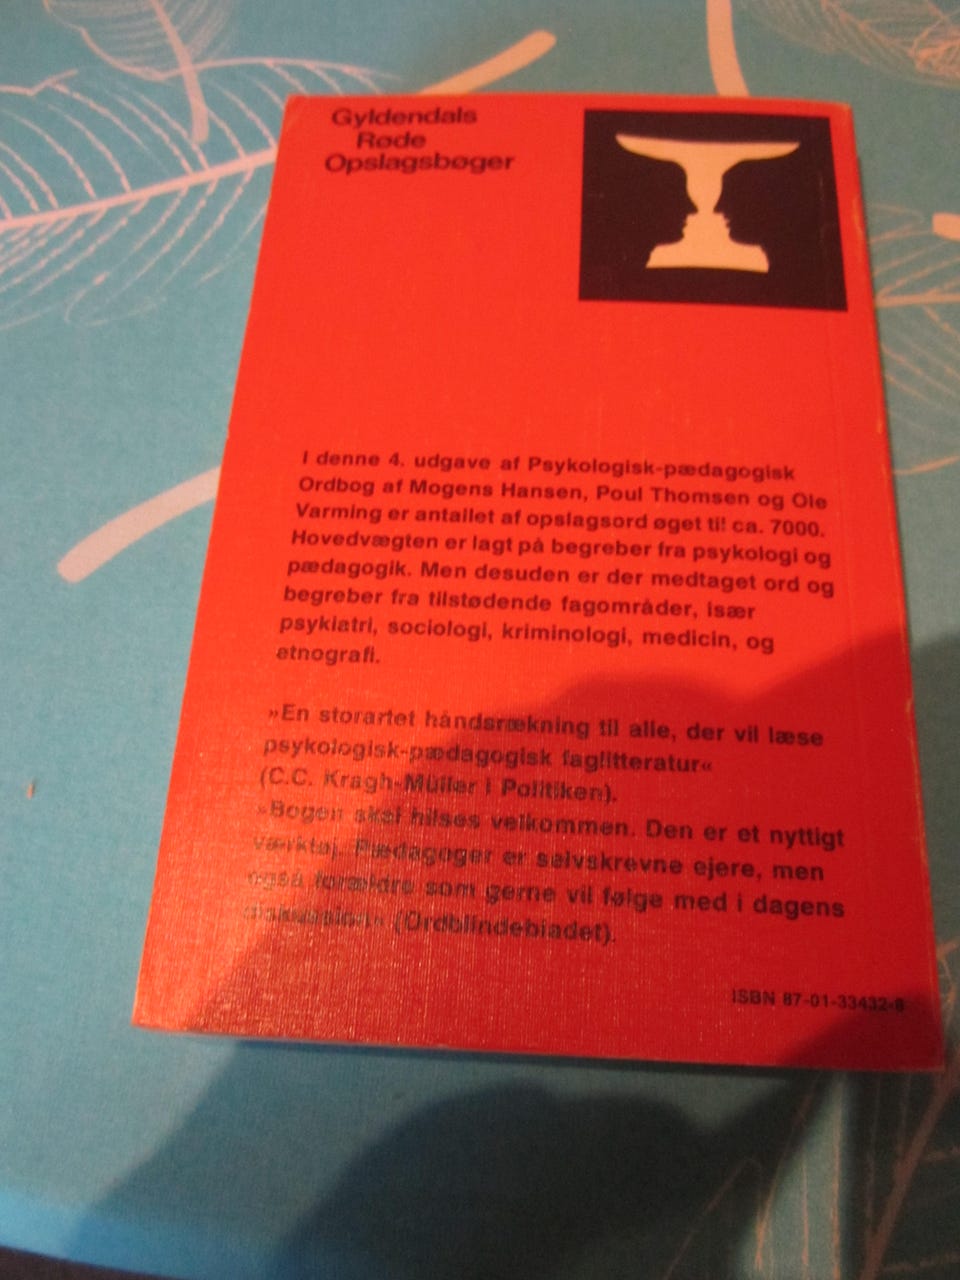 Gyldendals
Røde
Opslagsbøger
I denne 4. udgave af Psykologisk-pædagogisk
Ordbog af Mogens Hansen, Poul Thomsen og Ole
Varming er antallet af opslagsord øget til ca. 7000.
Hovedvægten er lagt på begreber fra psykologi og
pædagogik. Men desuden er der medtaget ord og
begreber fra tilstødende fagområder, især
psykiatri, sociologi, kriminologi, medicin, og
etnografi.
»En storartet håndsrækning til alle, der vil læse
psykologisk-pædagogisk faglitteratur«
(C.C. Kragh-Müller i Politiken).
»Bogen skal hilses velkommen. Den er et nyttigt
værktøj. Pædagoger er selvskrevne ejere, men
også forældre som gerne vil følge med i dagens
diskussion« (Ordblindebladet).
ISBN 87-01-33432-8